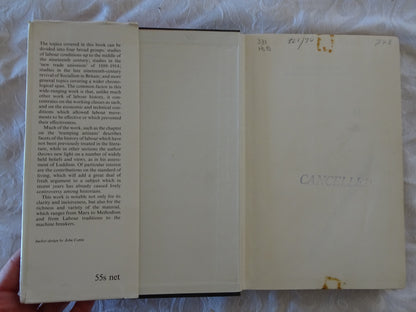 The topics covered in this book can be
divided into four broad groups: studies
of labour conditions up to the middle of
the nineteenth century; studies in the
'new trade unionism' of 1889-1914;
studies in the late nineteenth-century
revival of Socialism in Britain; and more
general topics covering a wider chrono-
logical span. The common factor in this
wide-ranging work is that, unlike much
other work of labour history, it con-
centrates on the working classes as such,
and on the economic and technical con-
ditions which allowed labour move-
ments to be effective or which prevented
their effectiveness.
Much of the work, such as the chapter
on the 'tramping artisan' describes
facets of the history of labour which have
not been previously treated in the litera-
ture, while in other sections the author
throws new light on a number of widely
held beliefs and views, as in his assess-
ment of Luddism. Of particular interest
are the contributions on the standard of
living, which will add a great deal of
fresh argument to a subject which in
recent years has already caused lively
controversy among historians.
This work is notable not only for its
clarity and incisiveness, but also for the
richness and variety of the material,
which ranges from Marx to Methodism
and from Labour traditions to the
machine breakers.
Jacket design by John Castle
55s net
331
CANCELLED